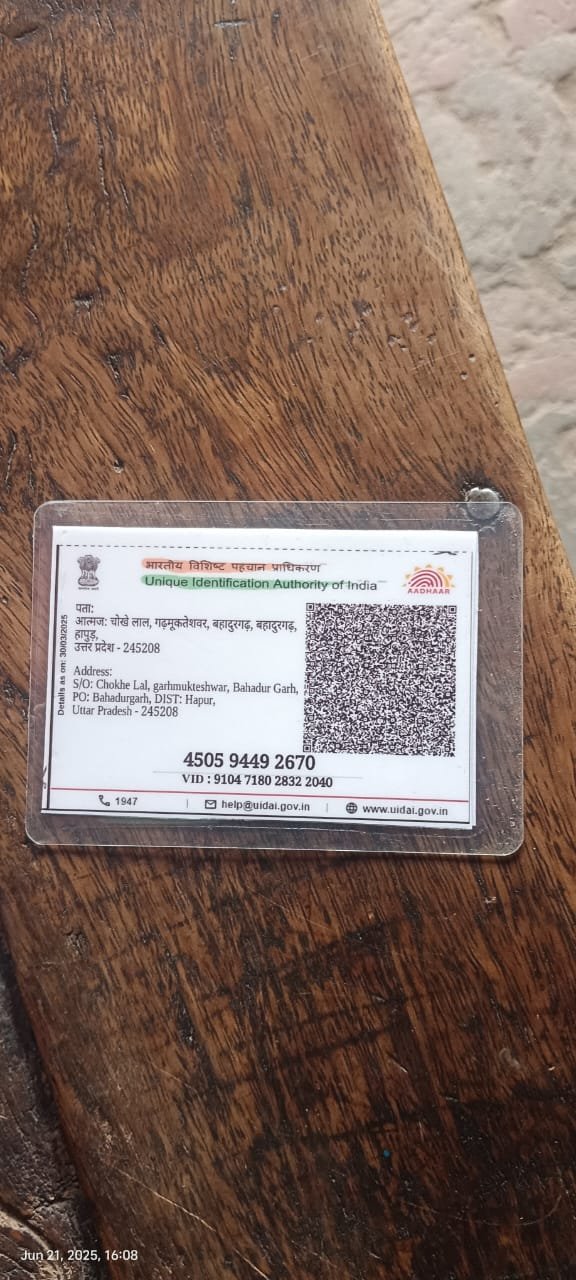 भारतीय विशिष्ट पहचान प्राधिकरण
Unique Identification Authority of India
AADHAAR
Details as on: 30/03/2025
पता:
आत्मज: चोखे लाल, गढ़मूकतेशवर, बहादुरगढ़, बहादुरगढ़,
हापुड़,
उत्तर प्रदेश - 245208
Address:
S/O: Chokhe Lal, garhmukteshwar, Bahadur Garh,
PO: Bahadurgarh, DIST: Hapur,
Uttar Pradesh - 245208
4505 9449 2670
VID : 9104 7180 2832 2040
1947 | help@uidai.gov.in | www.uidai.gov.in
Jun 21, 2025, 16:08